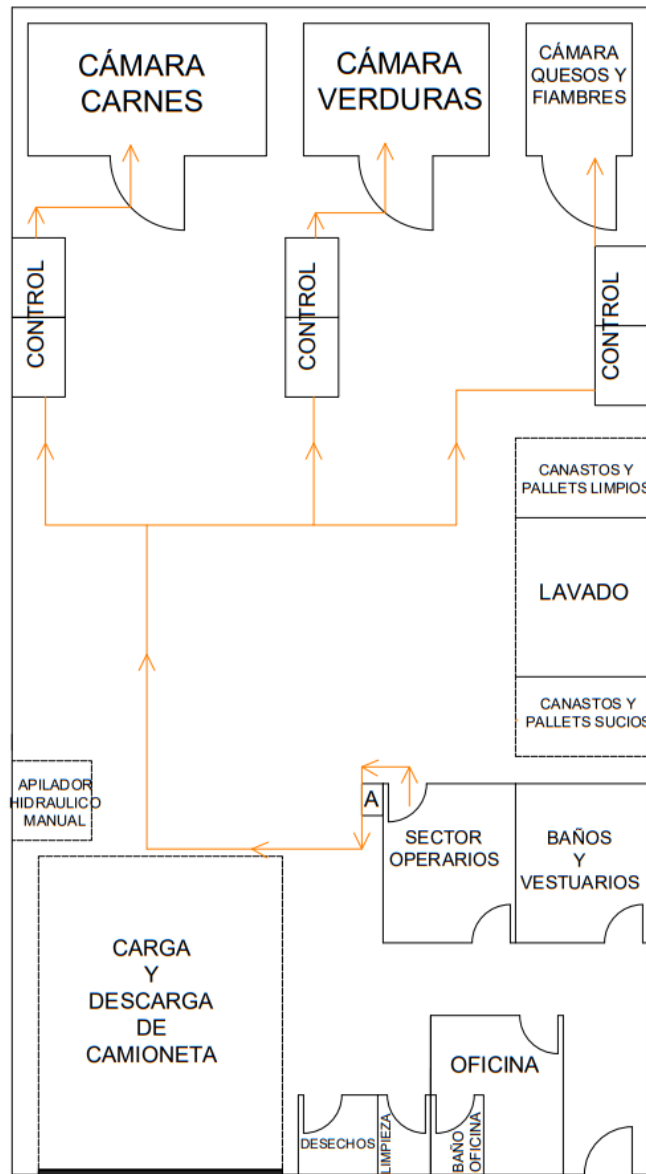 CÁMARA
CARNES
CÁMARA
VERDURAS
CÁMARA
QUESOS Y
FIAMBRES
CONTROL
CONTROL
CONTROL
CANASTOS Y
PALLETS LIMPIOS
LAVADO
CANASTOS Y
PALLETS SUCIOS
APILADOR
HIDRAULICO
MANUAL
A
SECTOR
OPERARIOS
BAÑOS
Y
VESTUARIOS
CARGA
Y
DESCARGA
DE
CAMIONETA
OFICINA
DESECHOS
LIMPIEZA
BAÑO
OFICINA